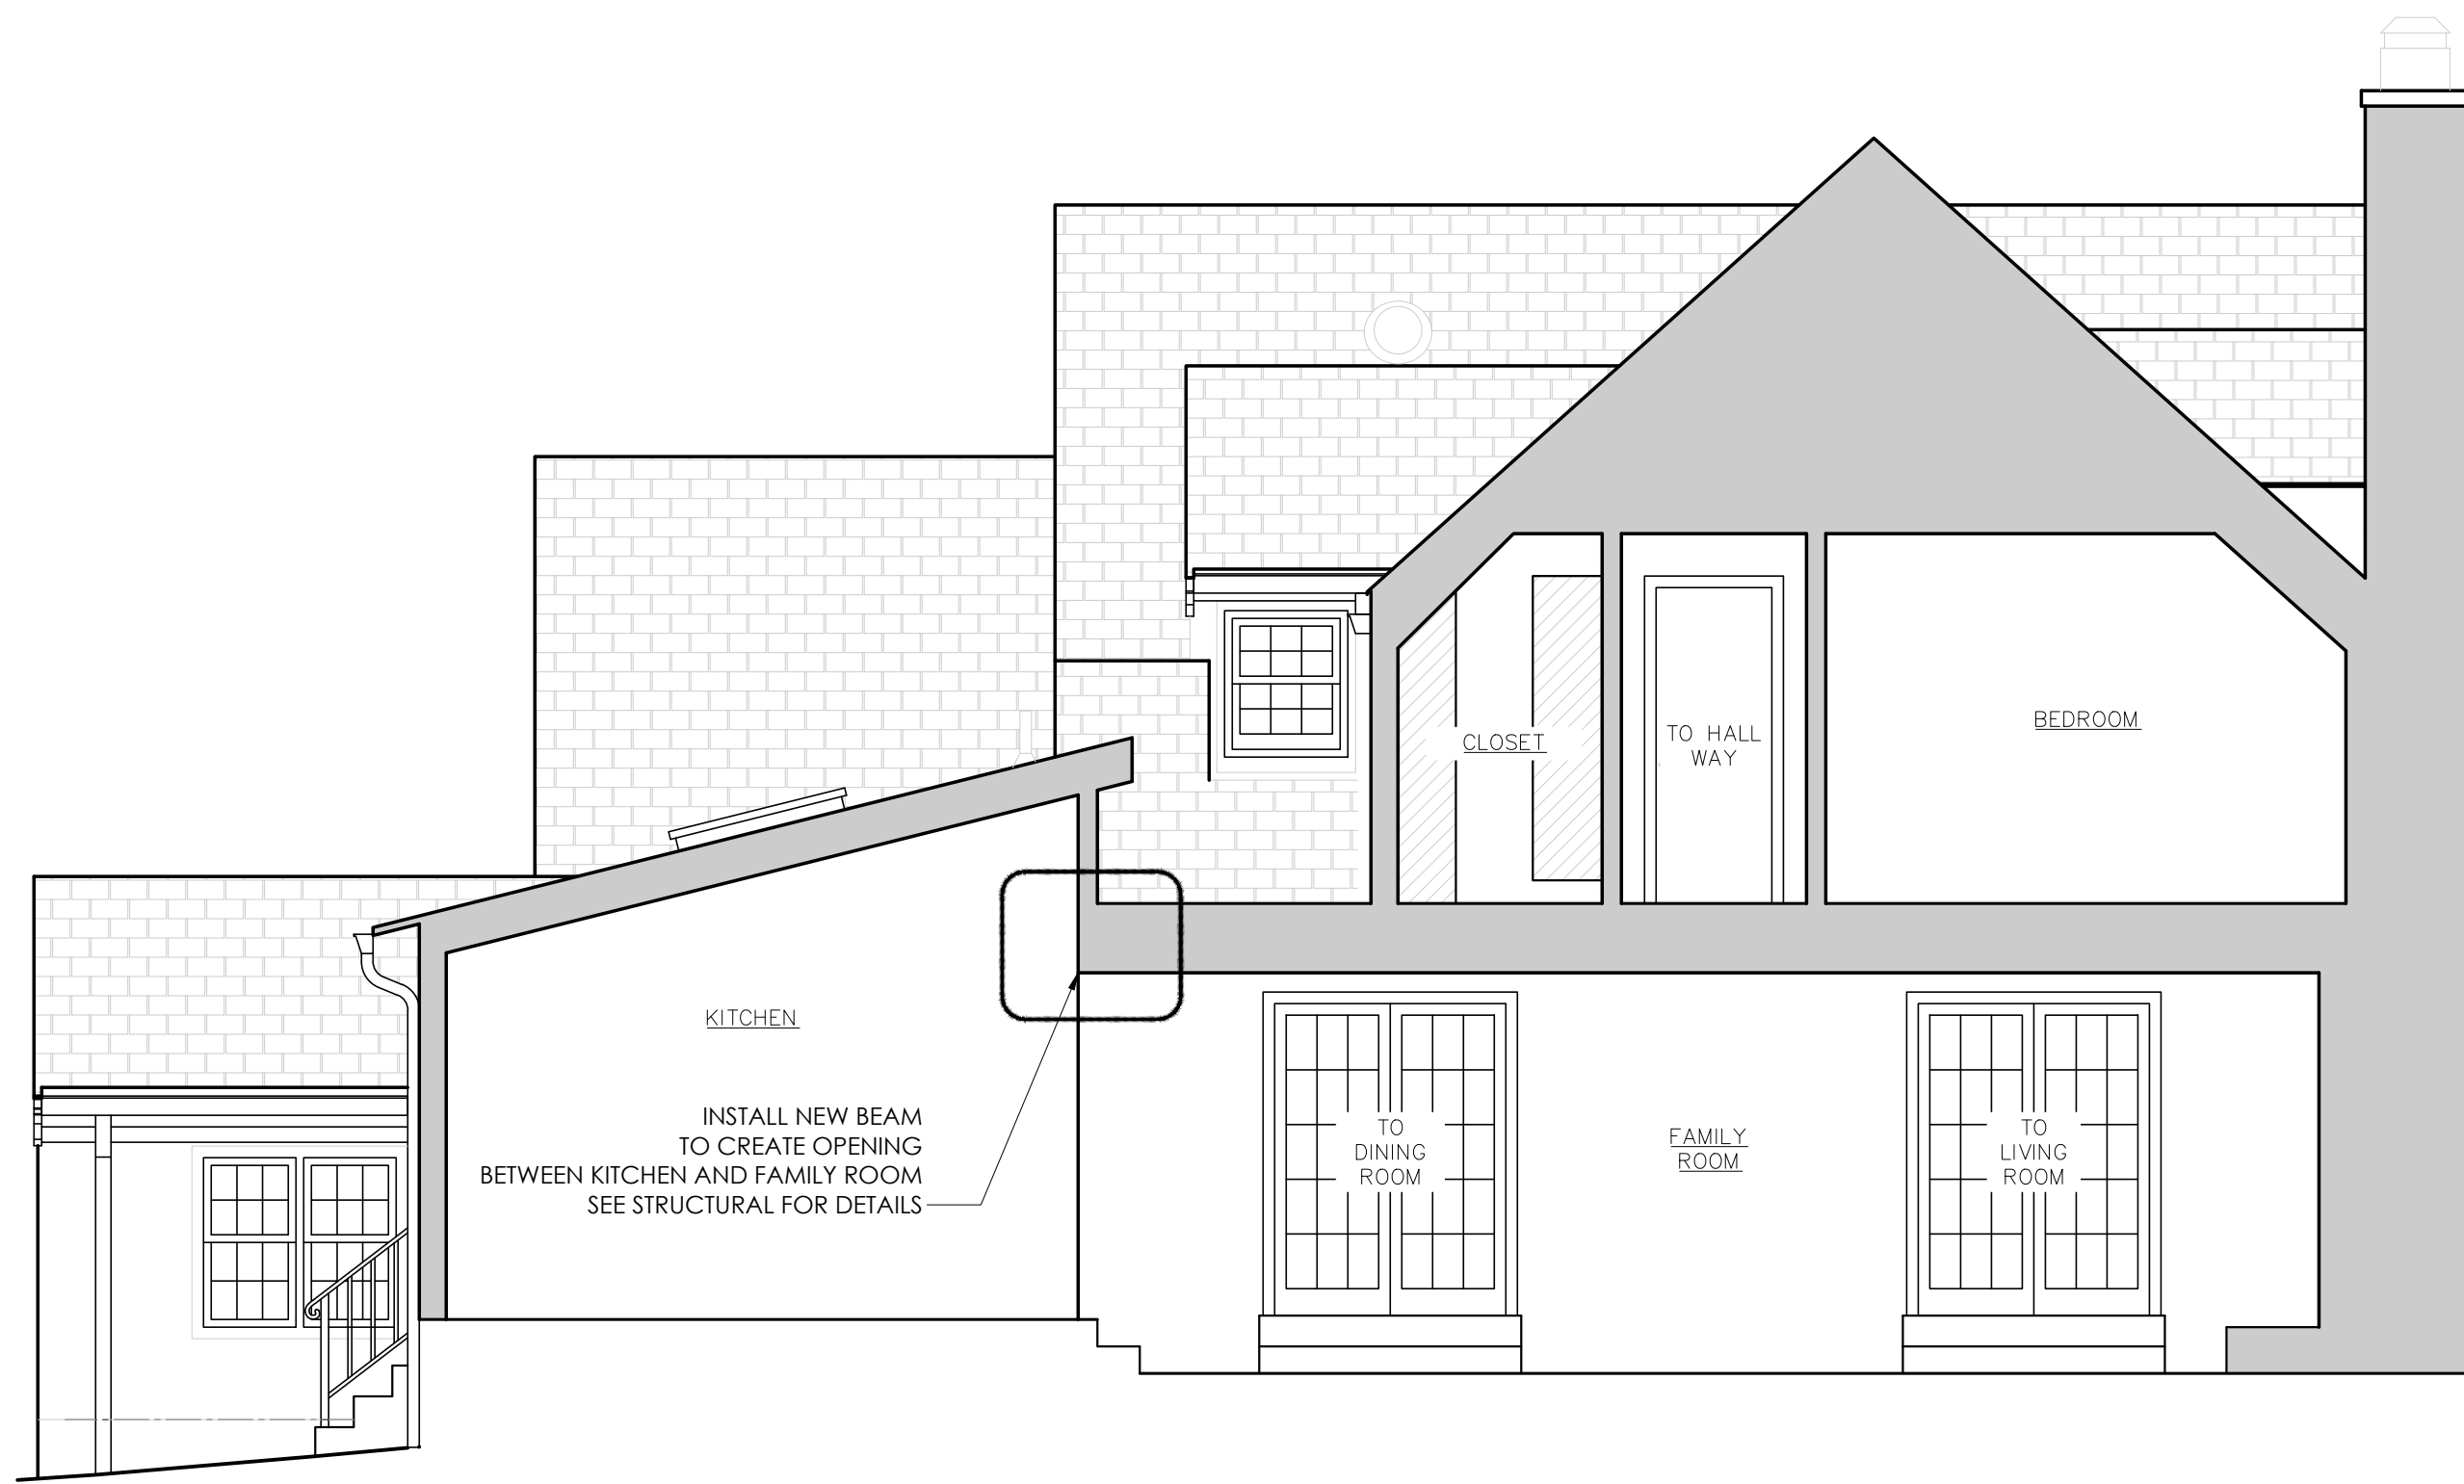 BEDROOM
TO HALL
WAY
CLOSET
KITCHEN
INSTALL NEW BEAM
TO CREATE OPENING
BETWEEN KITCHEN AND FAMILY ROOM
SEE STRUCTURAL FOR DETAILS
TO
DINING
ROOM
FAMILY
ROOM
TO
LIVING
ROOM